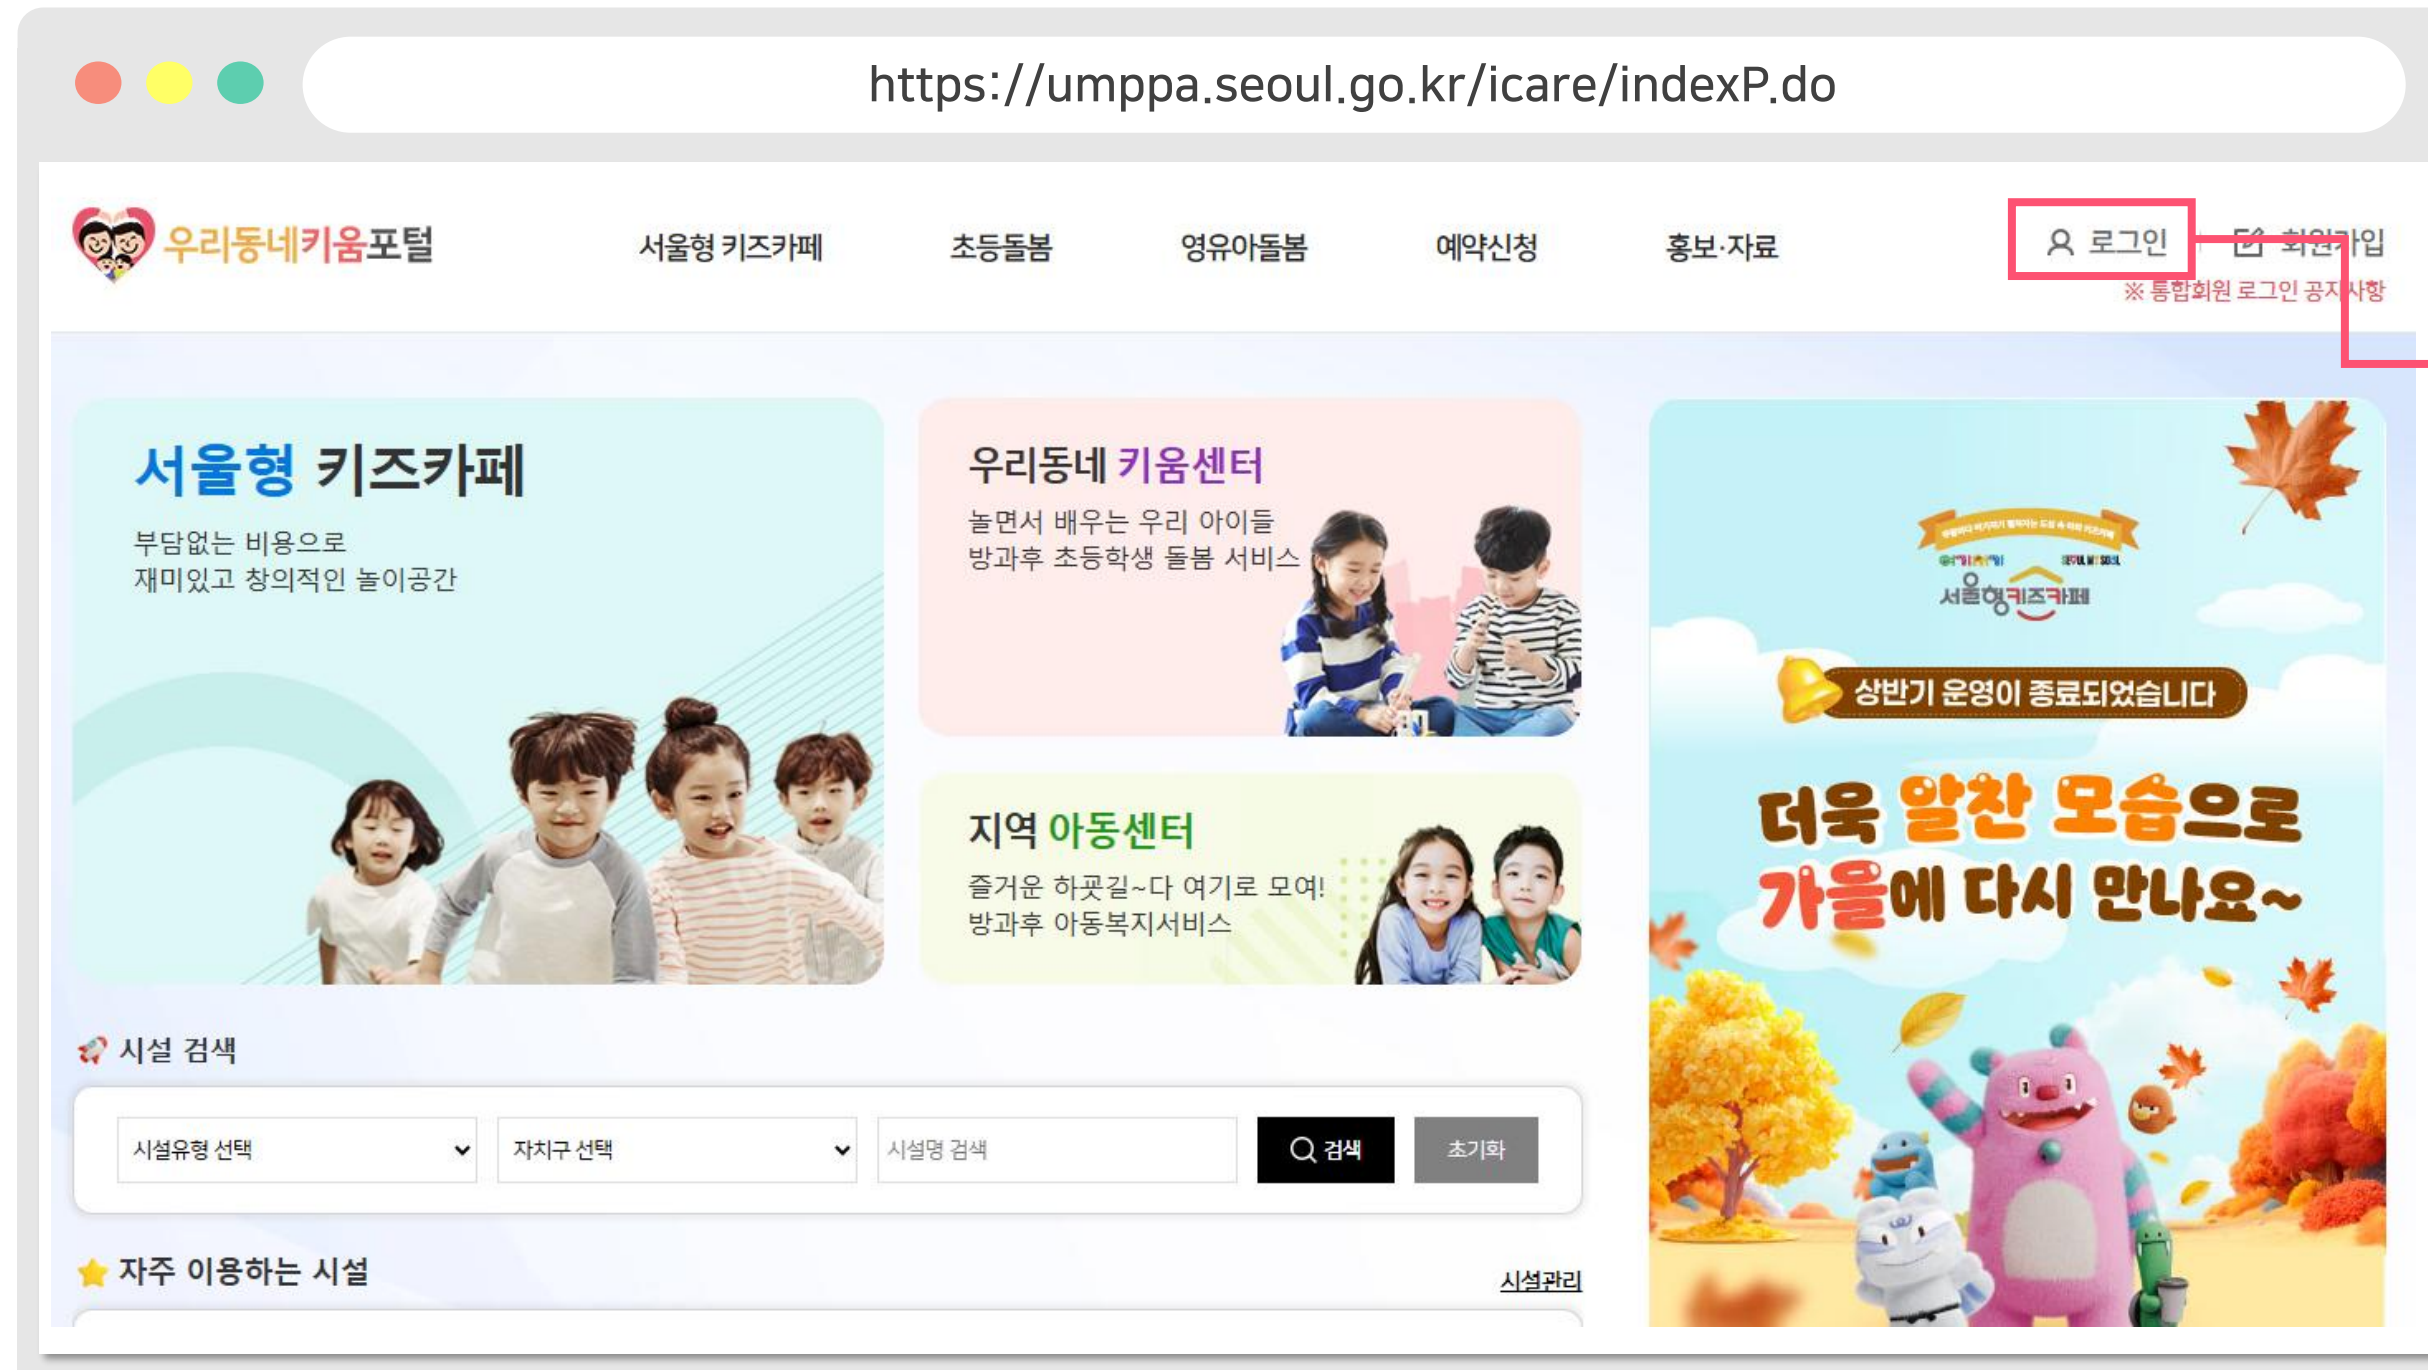 https://umppa.seoul.go.kr/icare/indexP.do
우리동네키움포털
서울형 키즈카페
초등돌봄
영유아돌봄
예약신청
홍보·자료
로그인
회원가입
※ 통합회원 로그인 공지사항
서울형 키즈카페
부담없는 비용으로
재미있고 창의적인 놀이공간
우리동네 키움센터
놀면서 배우는 우리 아이들
방과후 초등학생 돌봄 서비스
지역 아동센터
즐거운 하굣길~다 여기로 모여!
방과후 아동복지서비스
SEOUL MY SOUL
서울형키즈카페
상반기 운영이 종료되었습니다
더욱 알찬 모습으로
가을에 다시 만나요~
시설 검색
시설유형 선택
자치구 선택
시설명 검색
검색
초기화
자주 이용하는 시설
시설관리